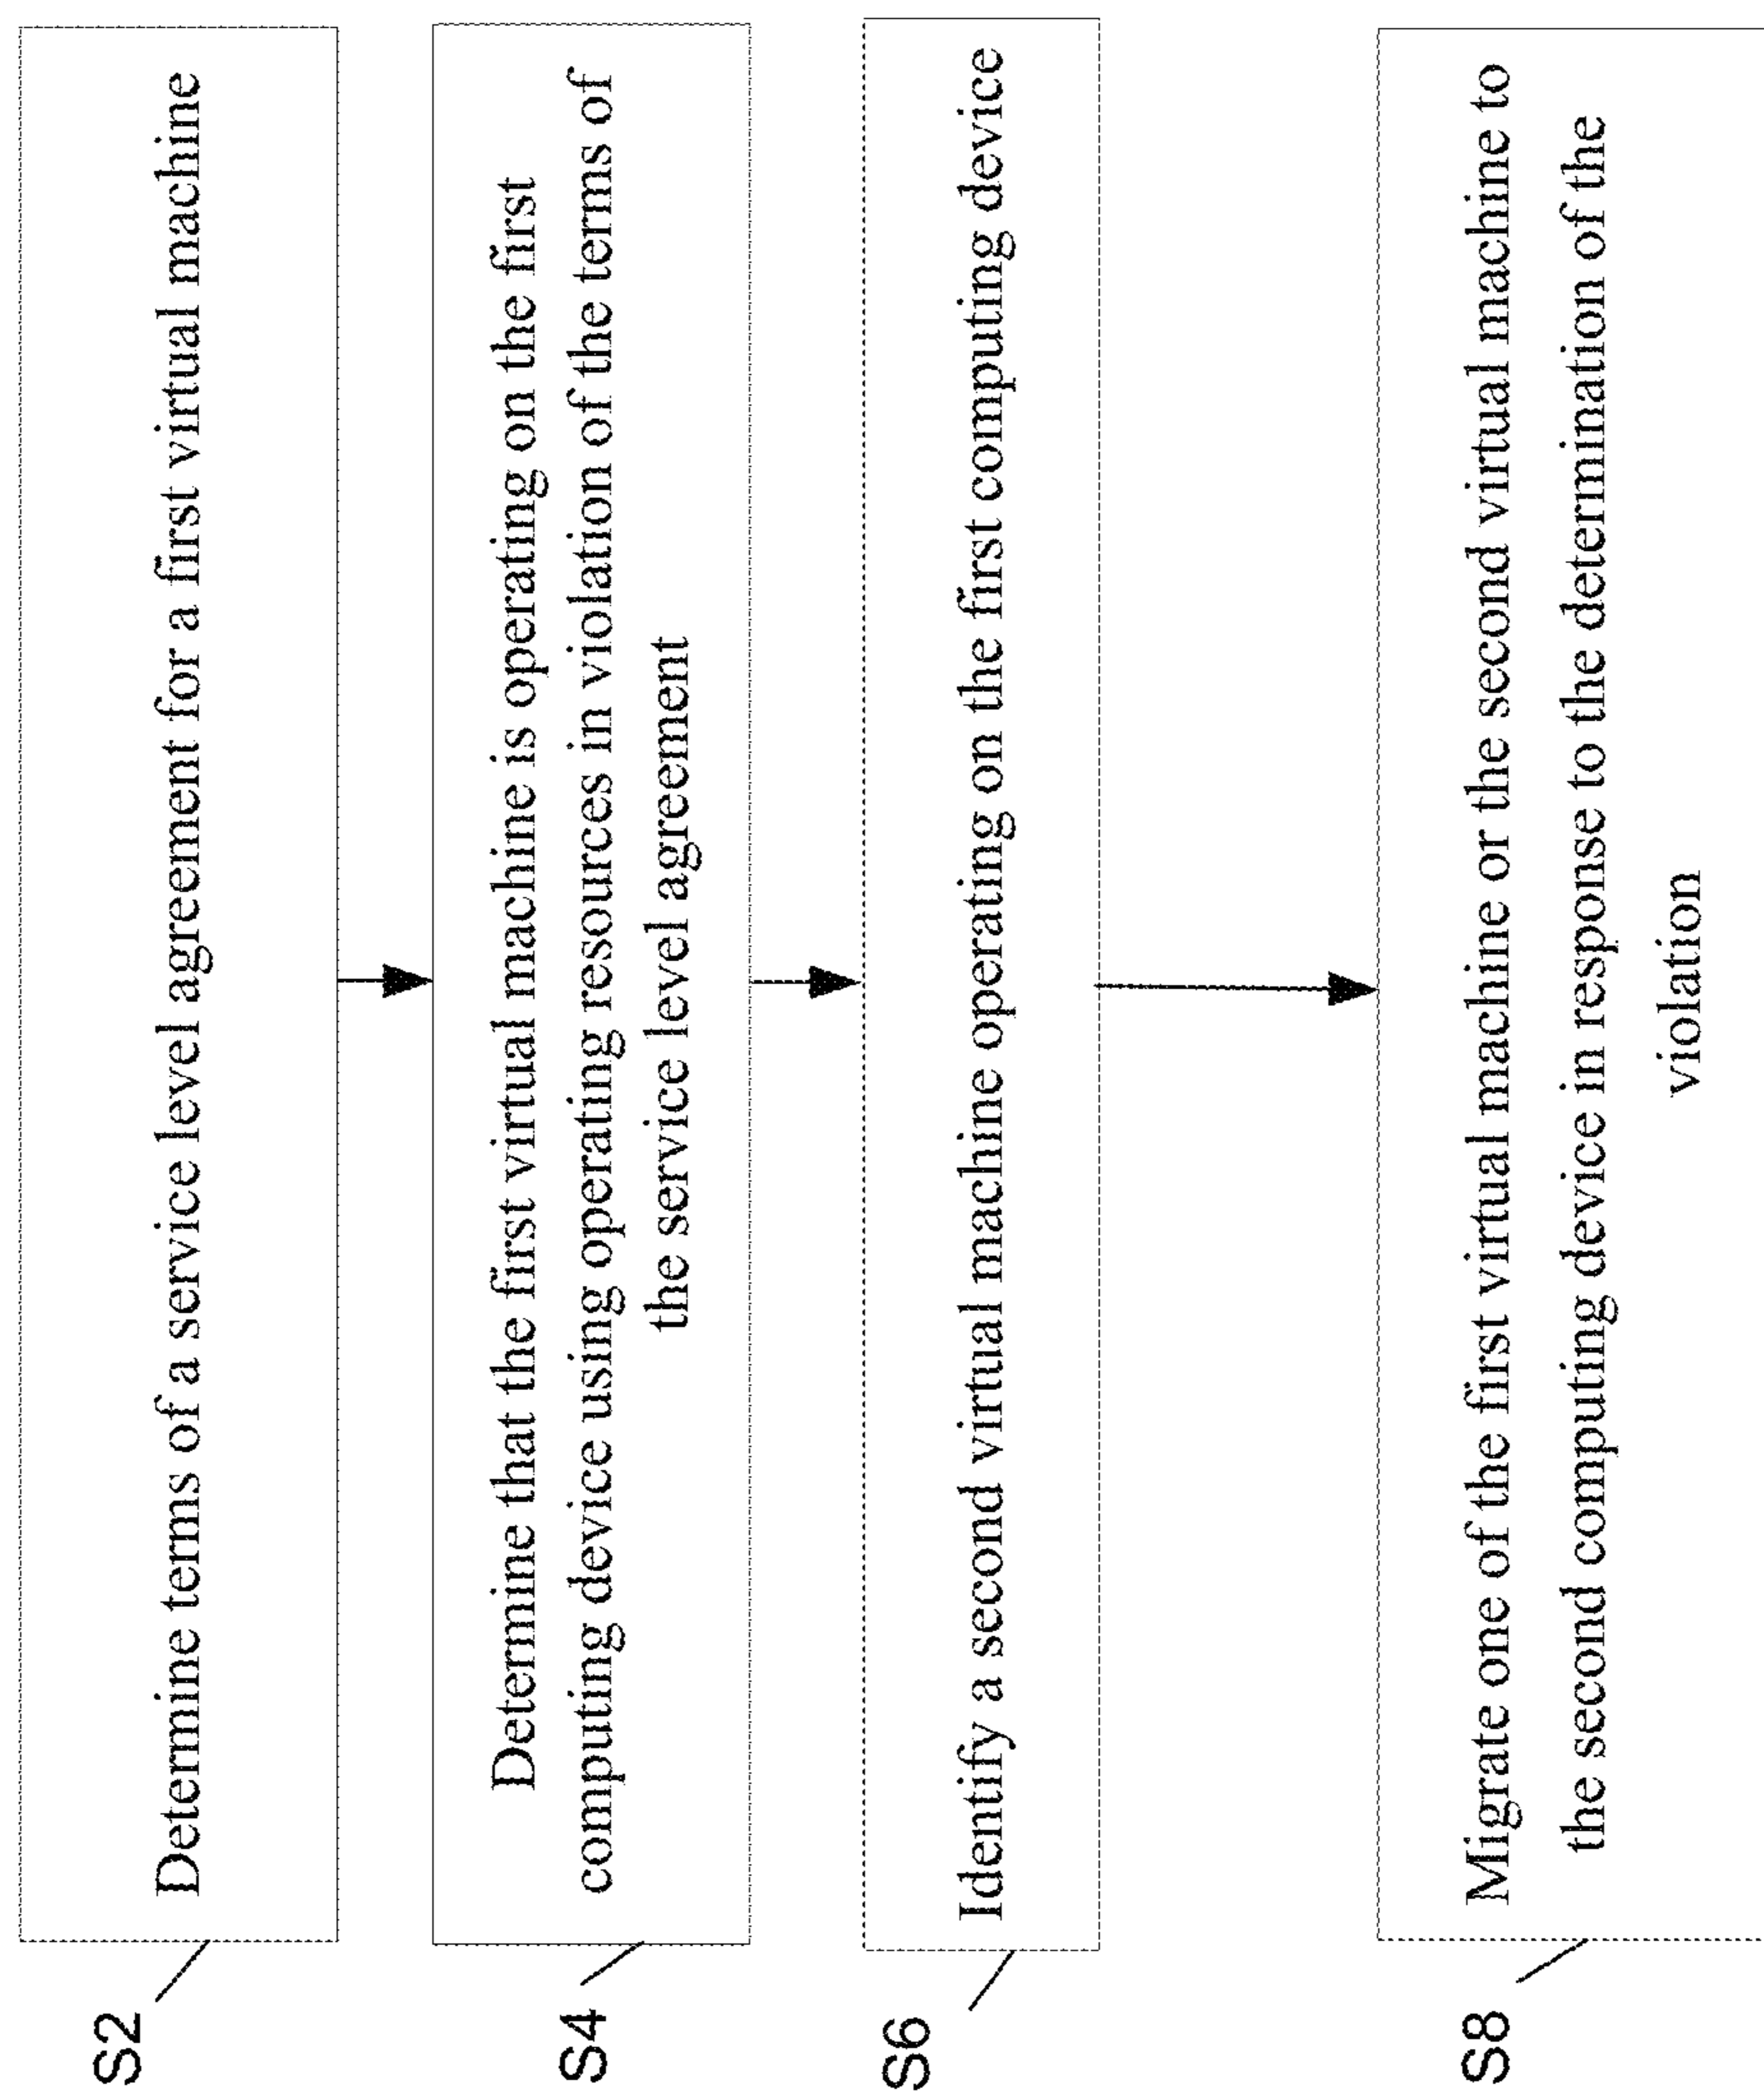 S2
Determine terms of a service level agreement for a first virtual machine
S4
Determine that the first virtual machine is operating on the first
computing device using operating resources in violation of the terms of
the service level agreement
S6
Identify a second virtual machine operating on the first computing device
S8
Migrate one of the first virtual machine or the second virtual machine to
the second computing device in response to the determination of the
violation